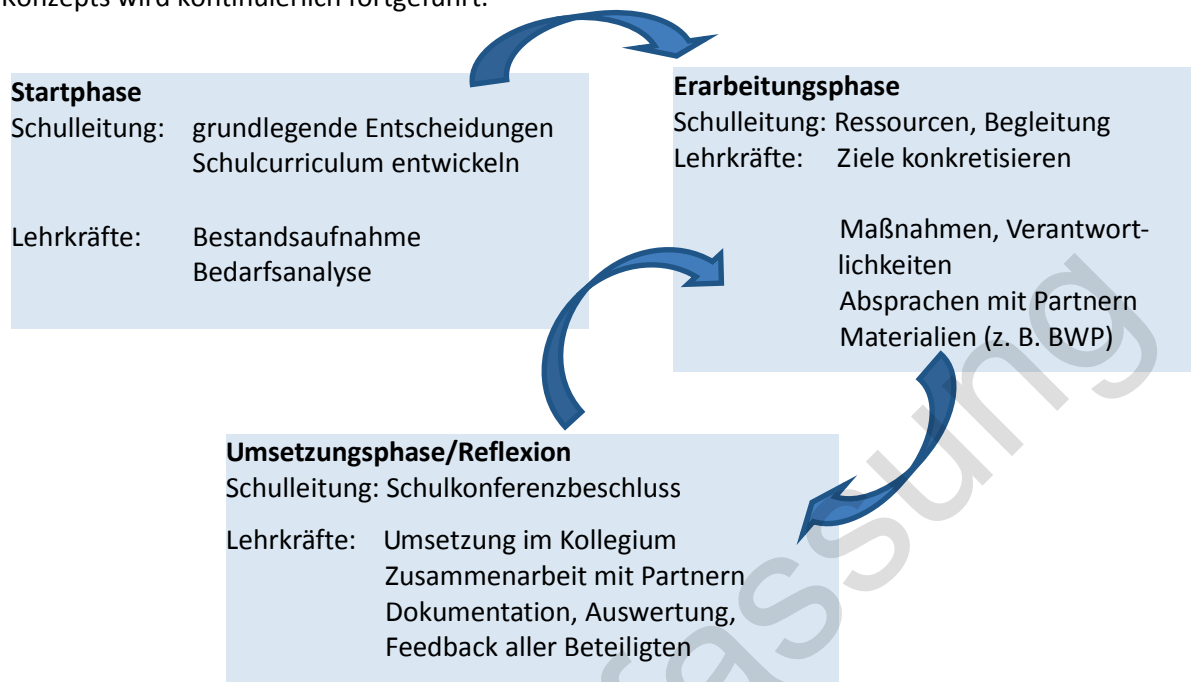 Konzepts wird kontinuierlich fortgeführt.
Startphase
Schulleitung: grundlegende Entscheidungen
Schulcurriculum entwickeln
Lehrkräfte: Bestandsaufnahme
Bedarfsanalyse
Erarbeitungsphase
Schulleitung: Ressourcen, Begleitung
Lehrkräfte: Ziele konkretisieren
Maßnahmen, Verantwort-
lichkeiten
Absprachen mit Partnern
Materialien (z. B. BWP)
Umsetzungsphase/Reflexion
Schulleitung: Schulkonferenzbeschluss
Lehrkräfte: Umsetzung im Kollegium
Zusammenarbeit mit Partnern
Dokumentation, Auswertung,
Feedback aller Beteiligten
fassung